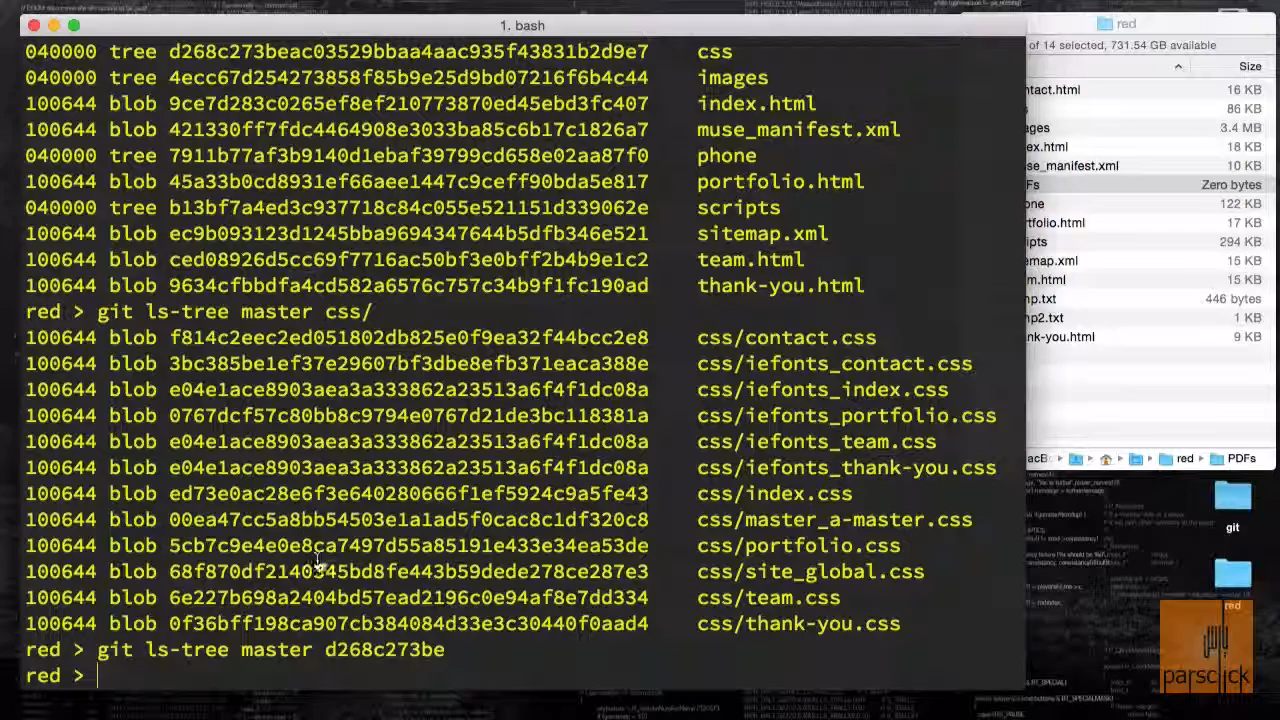 1. bash
040000 tree d268c273beac03529bbaa4aac935f43831b2d9e7 css
040000 tree 4ecc67d254273858f85b9e25d9bd07216f6b4c44 images
100644 blob 9ce7d283c0265ef8ef210773870ed45ebd3fc407 index.html
100644 blob 421330ff7fdc4464908e3033ba85c6b17c1826a7 muse_manifest.xml
040000 tree 7911b77af3b9140d1ebaf39799cd658e02aa87f0 phone
100644 blob 45a33b0cd8931ef66aee1447c9ceff90bda5e817 portfolio.html
040000 tree b13bf7a4ed3c937718c84c055e521151d339062e scripts
100644 blob ec9b093123d1245bba9694347644b5dfb346e521 sitemap.xml
100644 blob ced08926d5cc69f7716ac50bf3e0bff2b4b9e1c2 team.html
100644 blob 9634cfbbdfa4cd582a6576c757c34b9f1fc190ad thank-you.html
red > git ls-tree master css/
100644 blob f814c2eec2ed051802db825e0f9ea32f44bcc2e8 css/contact.css
100644 blob 3bc385be1ef37e29607bf3dbe8efb371eaca388e css/iefonts_contact.css
100644 blob e04e1ace8903aea3a333862a23513a6f4f1dc08a css/iefonts_index.css
100644 blob 0767dcf57c80bb8c9794e0767d21de3bc118381a css/iefonts_portfolio.css
100644 blob e04e1ace8903aea3a333862a23513a6f4f1dc08a css/iefonts_team.css
100644 blob e04e1ace8903aea3a333862a23513a6f4f1dc08a css/iefonts_thank-you.css
100644 blob ed73e0ac28e6f3e640280666f1ef5924c9a5fe43 css/index.css
100644 blob 00ea47cc5a8bb54503e1a1ad5f0cac8c1df320c8 css/master_a-master.css
100644 blob 5cb7c9e4e0e8ca7497d55a85191e433e34ea53de css/portfolio.css
100644 blob css/site_global.css
100644 blob 6e227b698a2404bd57ead2196c0e94af8e7dd334 css/team.css
100644 blob 0f36bff198ca907cb384084d33e3c30440f0aad4 css/thank-you.css
red > git ls-tree master d268c273be
red >
red
of 14 selected, 731.54 GB available
Size
ntact.html 16 KB
s 86 KB
ages 3.4 MB
ex.html 18 KB
se_manifest.xml 10 KB
Fs Zero bytes
one 122 KB
rtfolio.html 17 KB
ipts 294 KB
emap.xml 15 KB
m.html 15 KB
mp.txt 446 bytes
mp2.txt 1 KB
nk-you.html 9 KB
acB red PDFs
git
red
پارس
parsclick